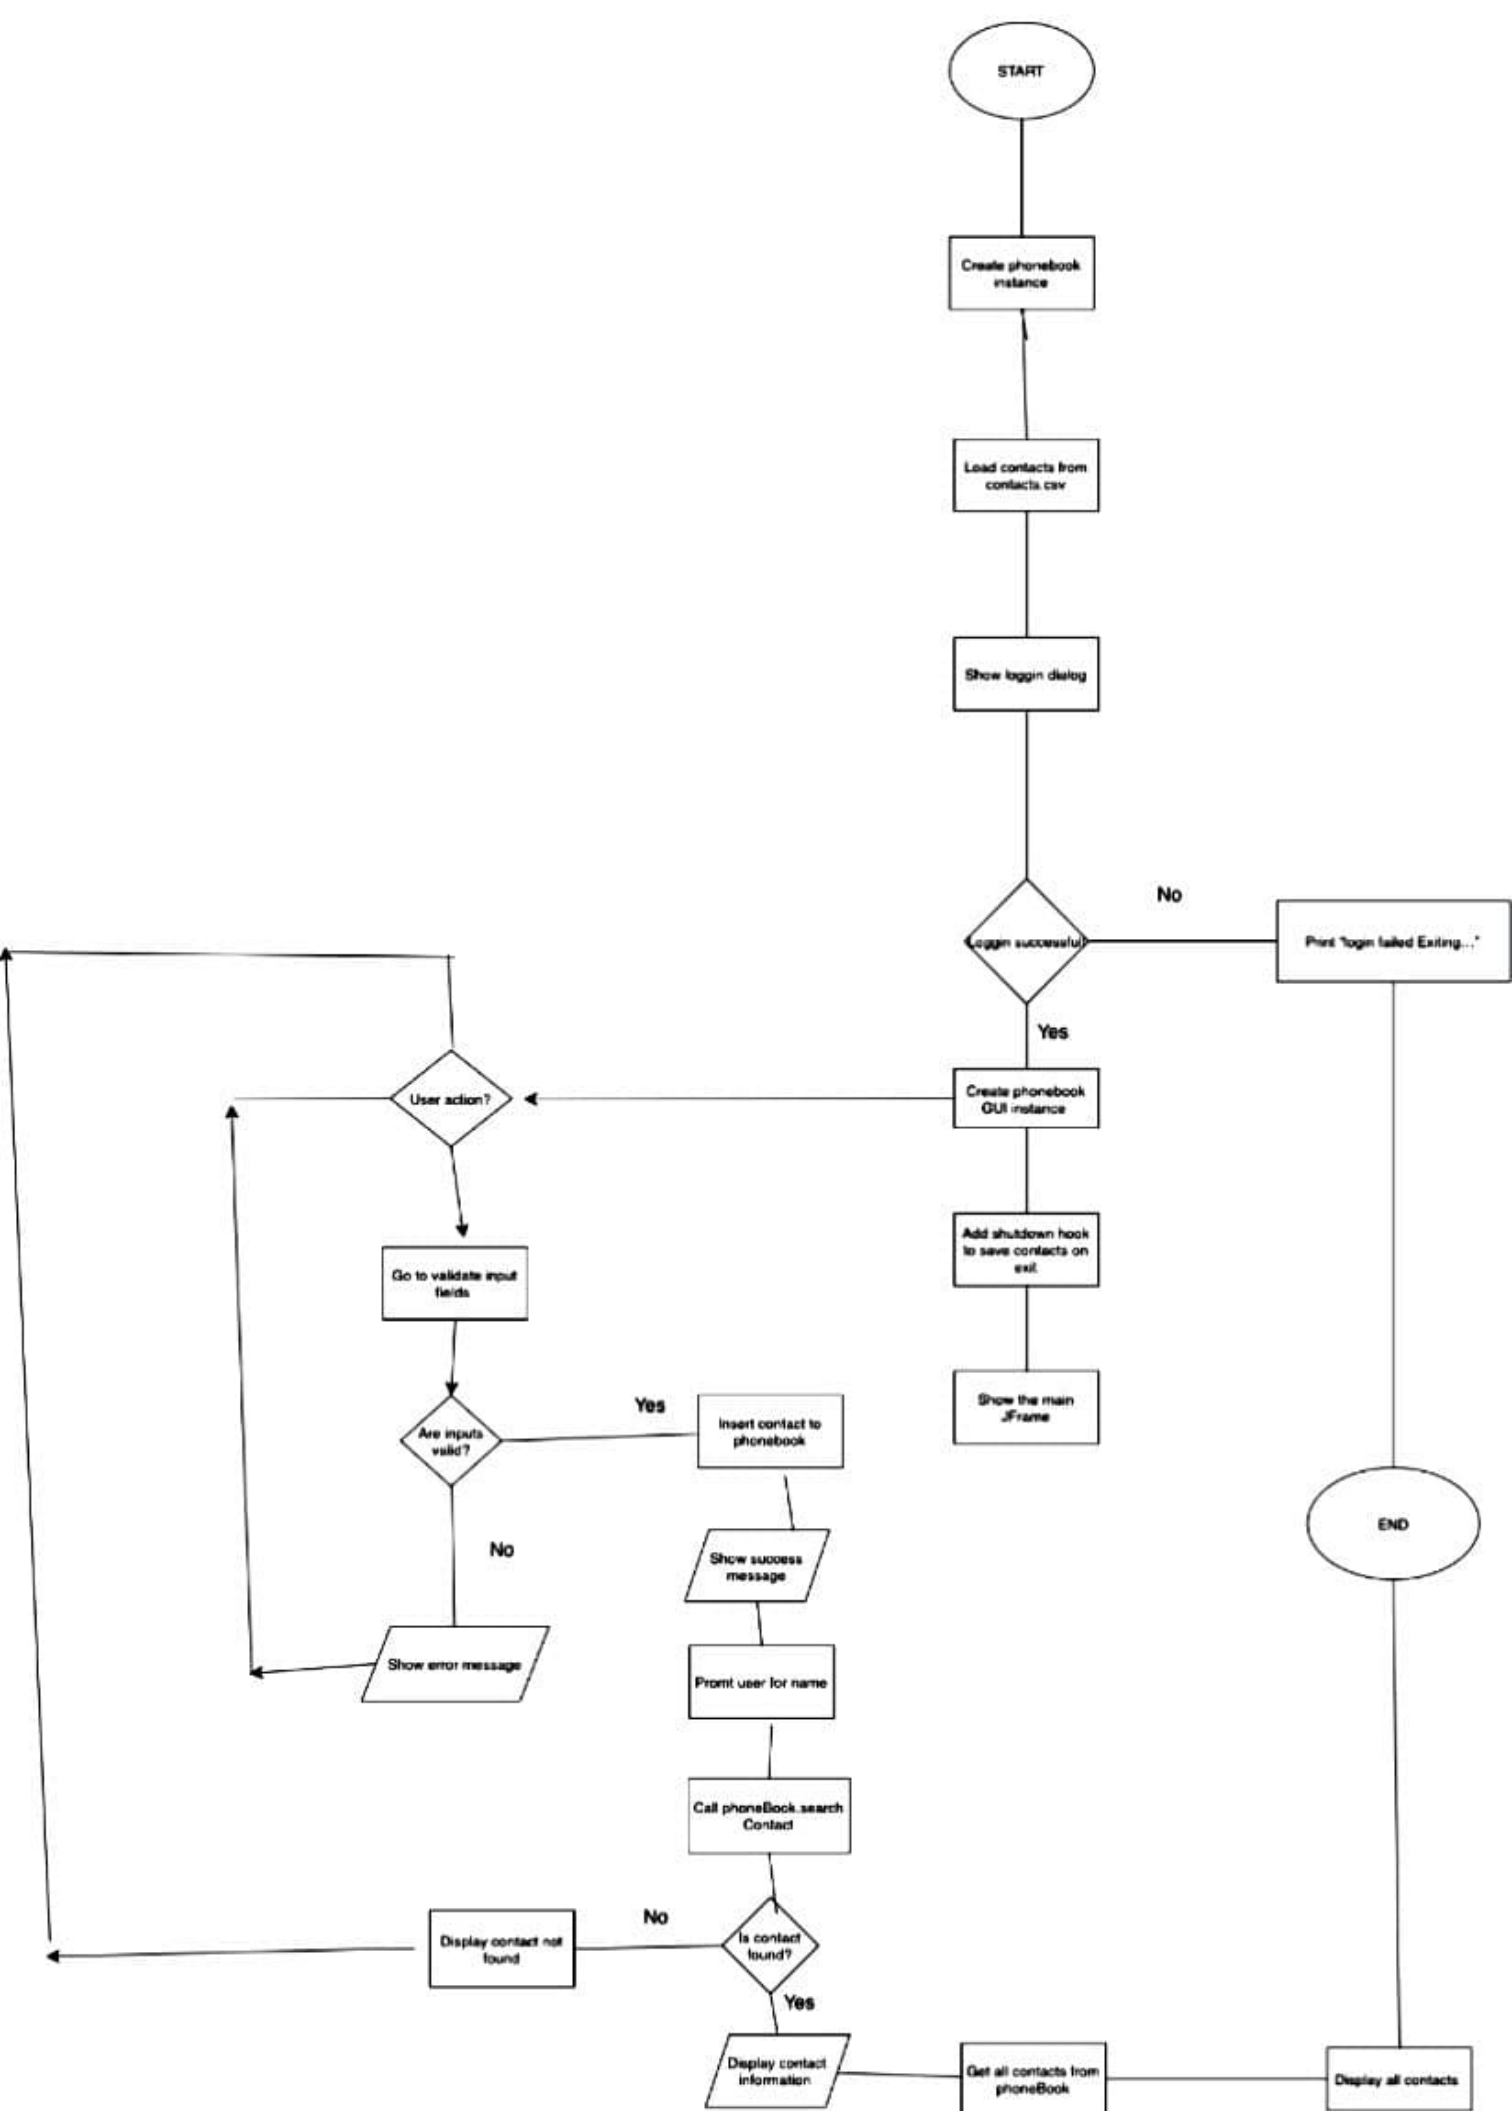 START
Create phonebook
instance
Load contacts from
contacts.csv
Show loggin dialog
Loggin successful
No
Print "login failed Exiting..."
Yes
Create phonebook
GUI instance
User action?
Add shutdown hook
to save contacts on
exit
Go to validate input
fields
Show the main
JFrame
Are inputs
valid?
Yes
Insert contact to
phonebook
No
Show success
message
END
Show error message
Promt user for name
Call phoneBook.search
Contact
Is contact
found?
No
Display contact not
found
Yes
Display contact
information
Get all contacts from
phoneBook
Display all contacts